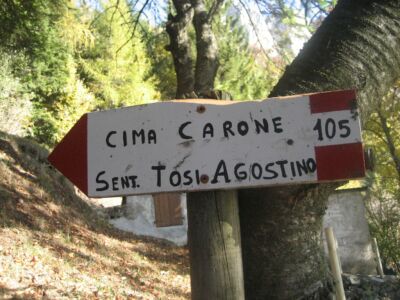 CIMA CARONE
105
SENT. TOSI AGOSTINO